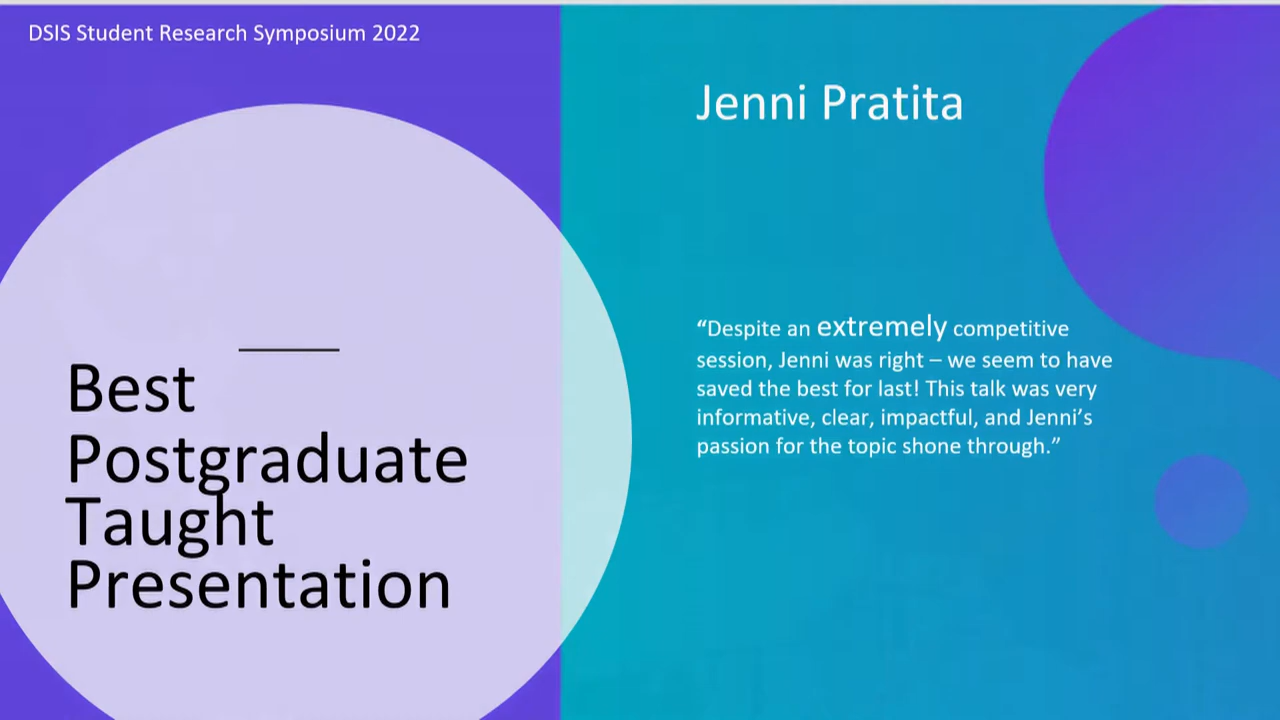 DSIS Student Research Symposium 2022
Best
Postgraduate
Taught
Presentation
Jenni Pratita
“Despite an extremely competitive
session, Jenni was right – we seem to have
saved the best for last! This talk was very
informative, clear, impactful, and Jenni’s
passion for the topic shone through.”